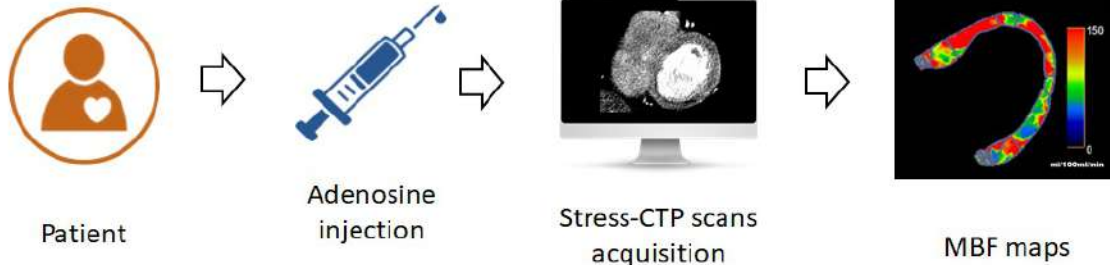 Patient
Adenosine
injection
Stress-CTP scans
acquisition
150
0
ml/100ml/min
MBF maps